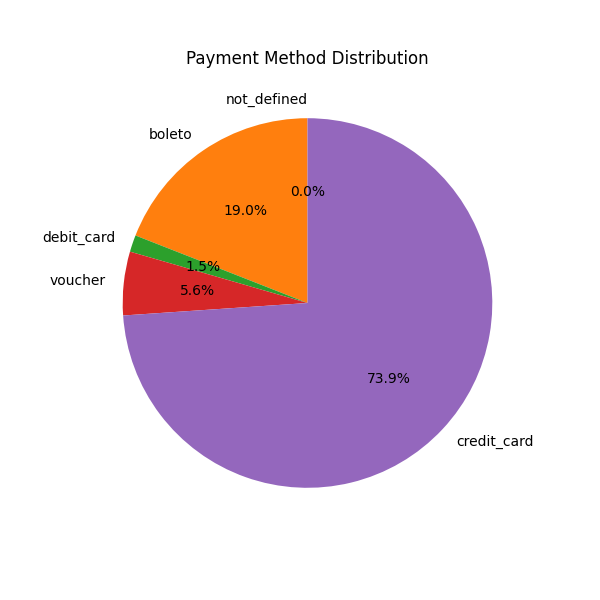 Payment Method Distribution
not_defined
boleto
0.0%
19.0%
debit_card
1.5%
voucher
5.6%
73.9%
credit_card